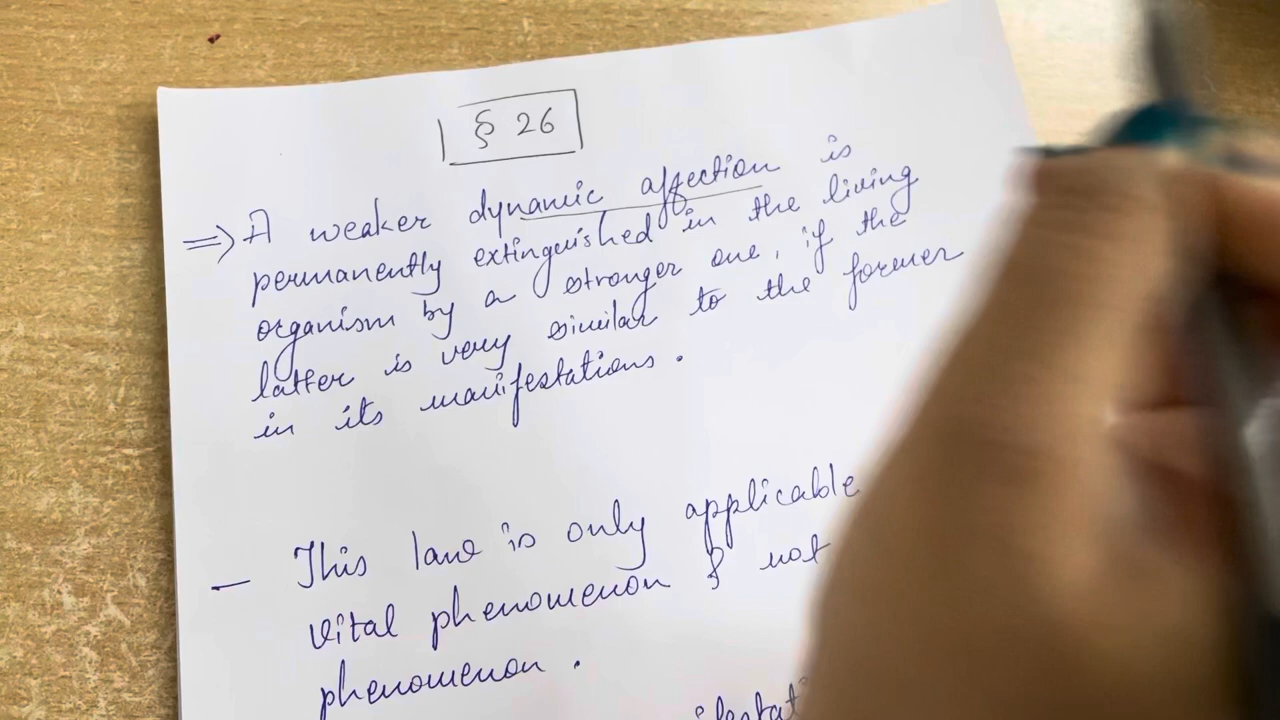 § 26
⇒ A weaker dynamic affection is
permanently extinguished in the living
organism by a stronger one, if the
latter is very similar to the former
in its manifestations.
– This law is only applicable
vital phenomenon & not
phenomenon.